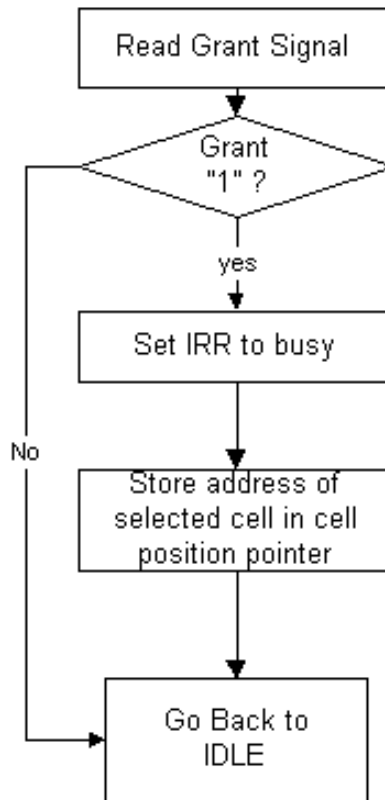 Read Grant Signal
Grant
"1" ?
yes
Set IRR to busy
No
Store address of
selected cell in cell
position pointer
Go Back to
IDLE